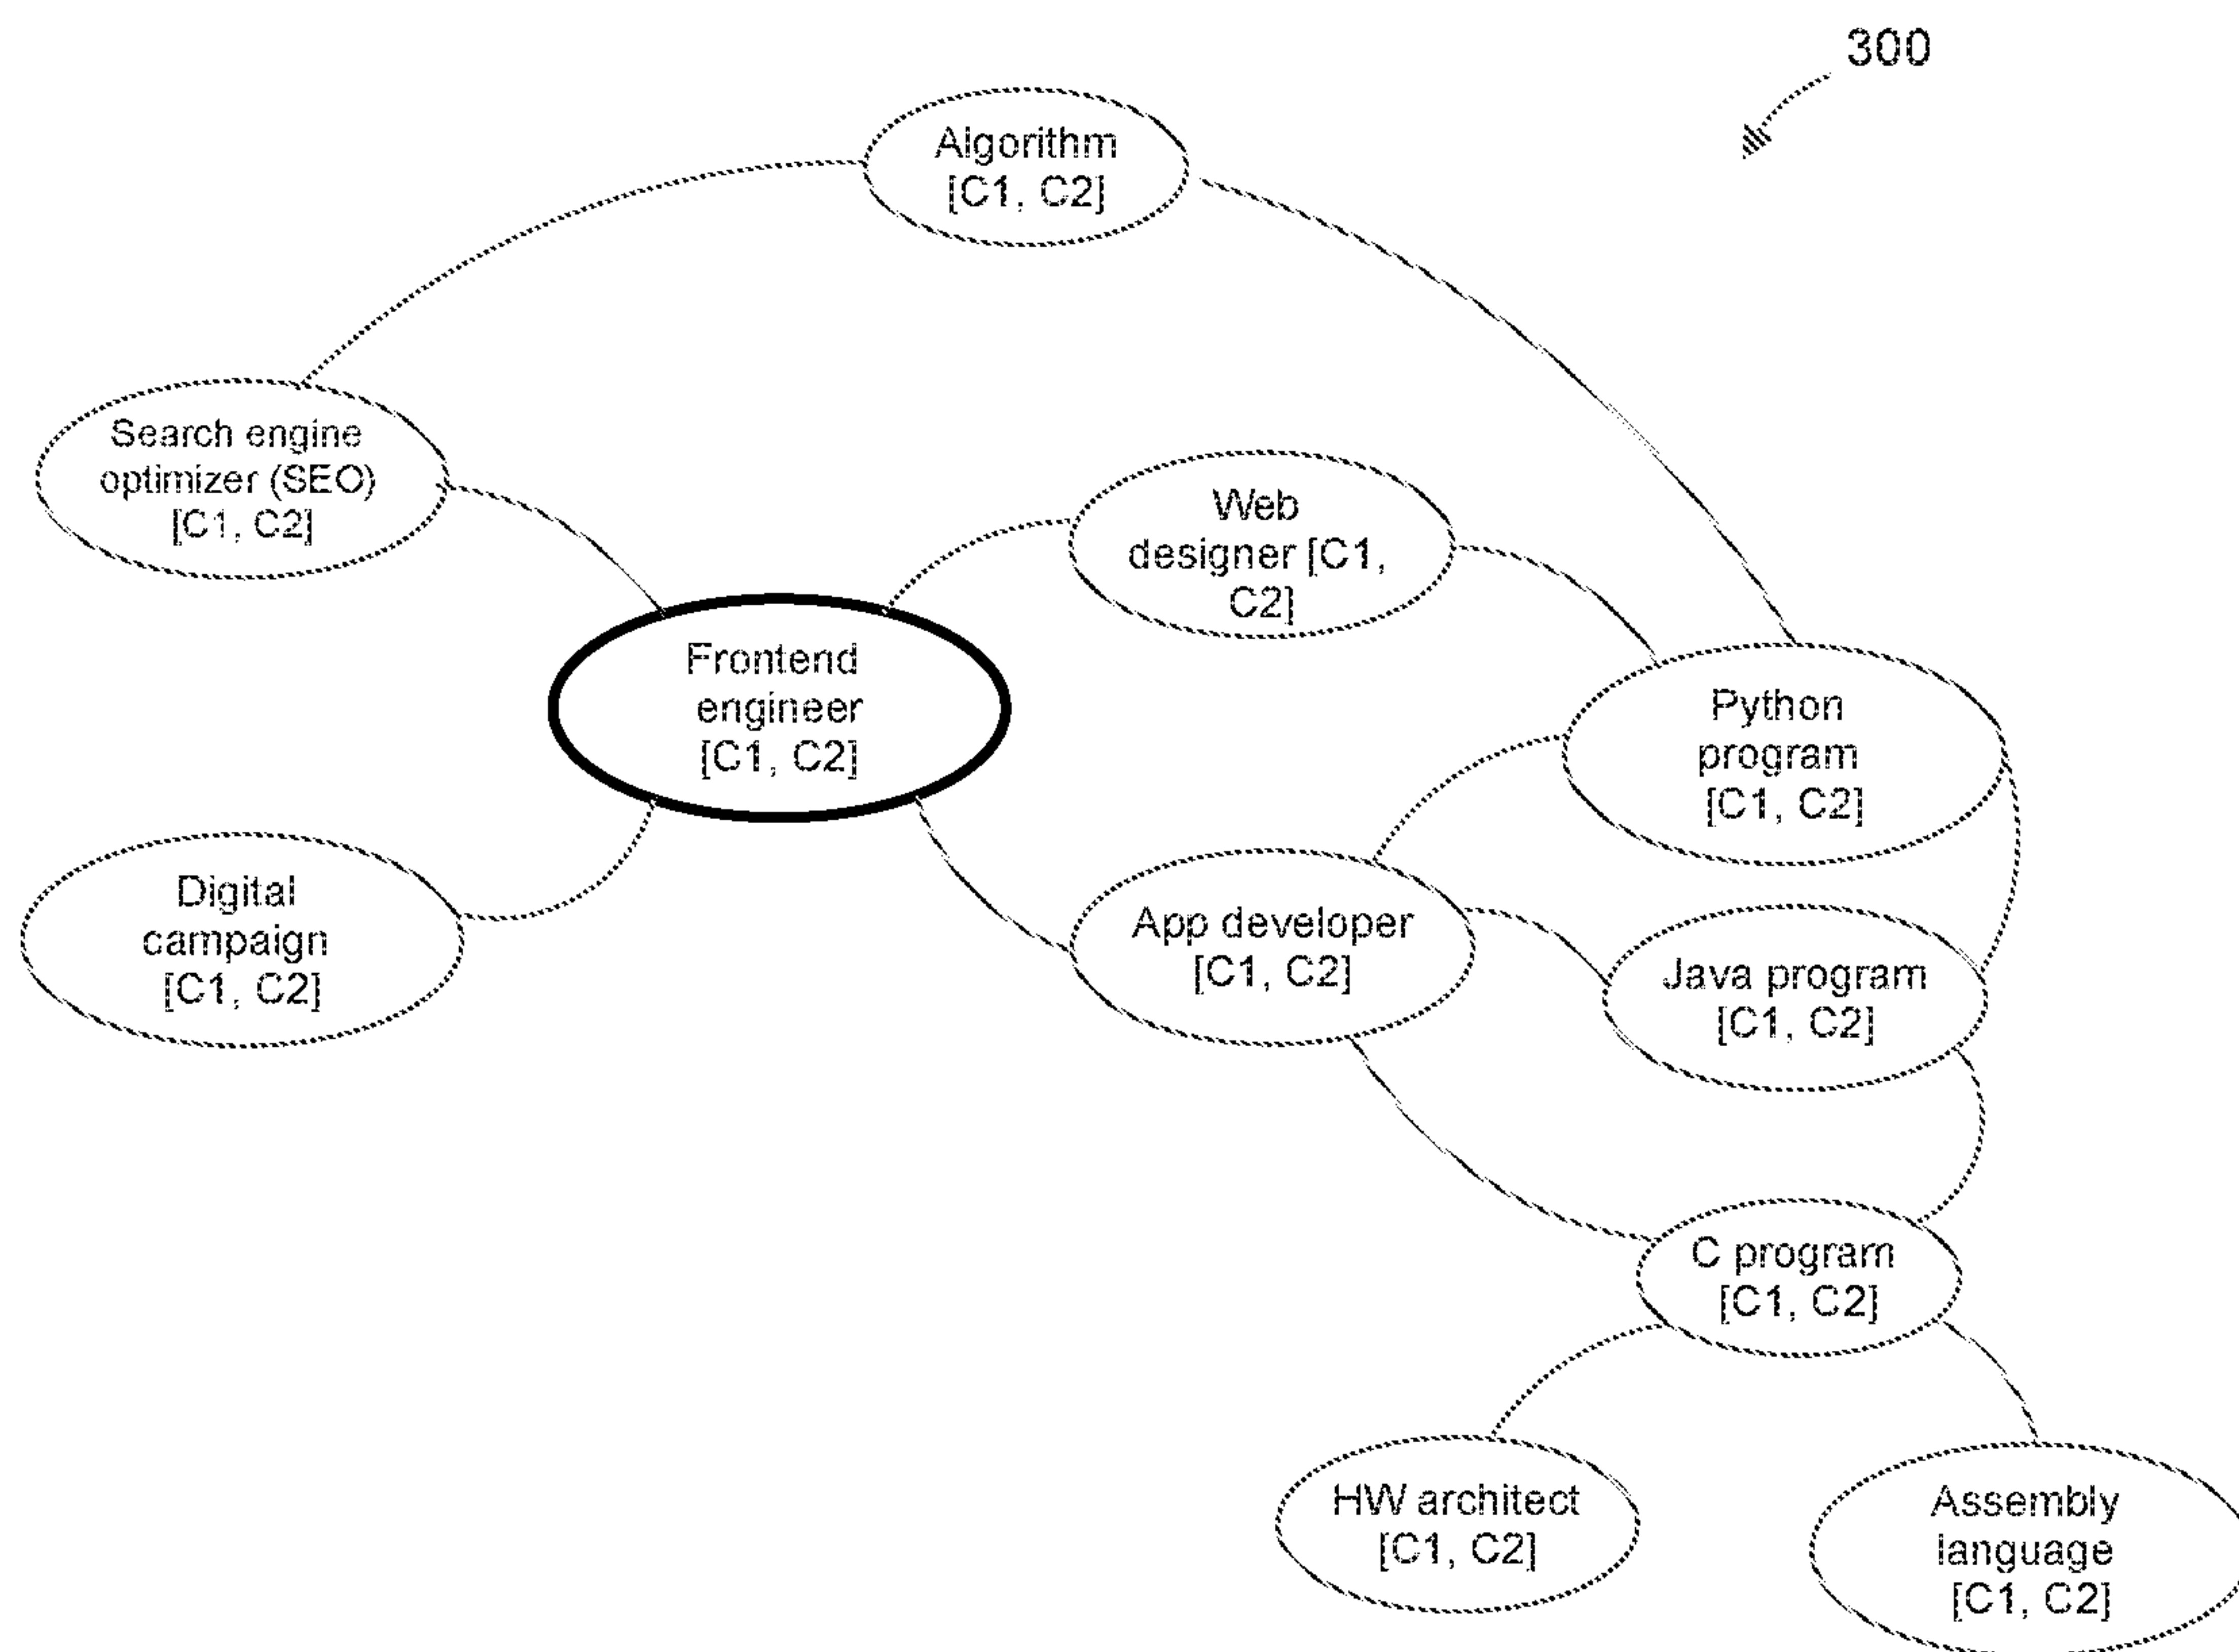 300
Algorithm
[C1, C2]
Search engine
optimizer (SEO)
[C1, C2]
Web
designer [C1,
C2]
Frontend
engineer
[C1, C2]
Python
program
[C1, C2]
Digital
campaign
[C1, C2]
App developer
[C1, C2]
Java program
[C1, C2]
C program
[C1, C2]
HW architect
[C1, C2]
Assembly
language
[C1, C2]